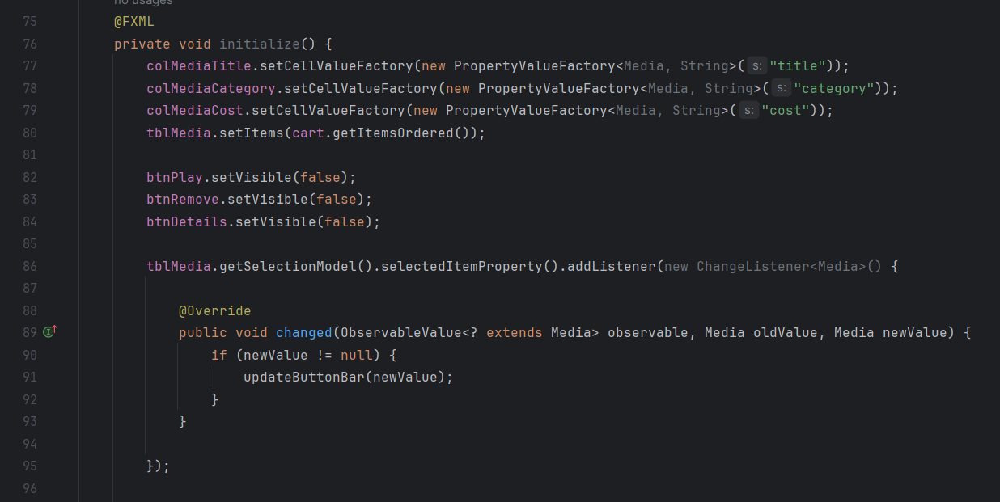 no usages
75 @FXML
76 private void initialize() {
77 colMediaTitle.setCellValueFactory(new PropertyValueFactory<Media, String>( s: "title"));
78 colMediaCategory.setCellValueFactory(new PropertyValueFactory<Media, String>( s: "category"));
79 colMediaCost.setCellValueFactory(new PropertyValueFactory<Media, String>( s: "cost"));
80 tblMedia.setItems(cart.getItemsOrdered());
81
82 btnPlay.setVisible(false);
83 btnRemove.setVisible(false);
84 btnDetails.setVisible(false);
85
86 tblMedia.getSelectionModel().selectedItemProperty().addListener(new ChangeListener<Media>() {
87
88 @Override
89 public void changed(ObservableValue<? extends Media> observable, Media oldValue, Media newValue) {
90 if (newValue != null) {
91 updateButtonBar(newValue);
92 }
93 }
94
95 });
96